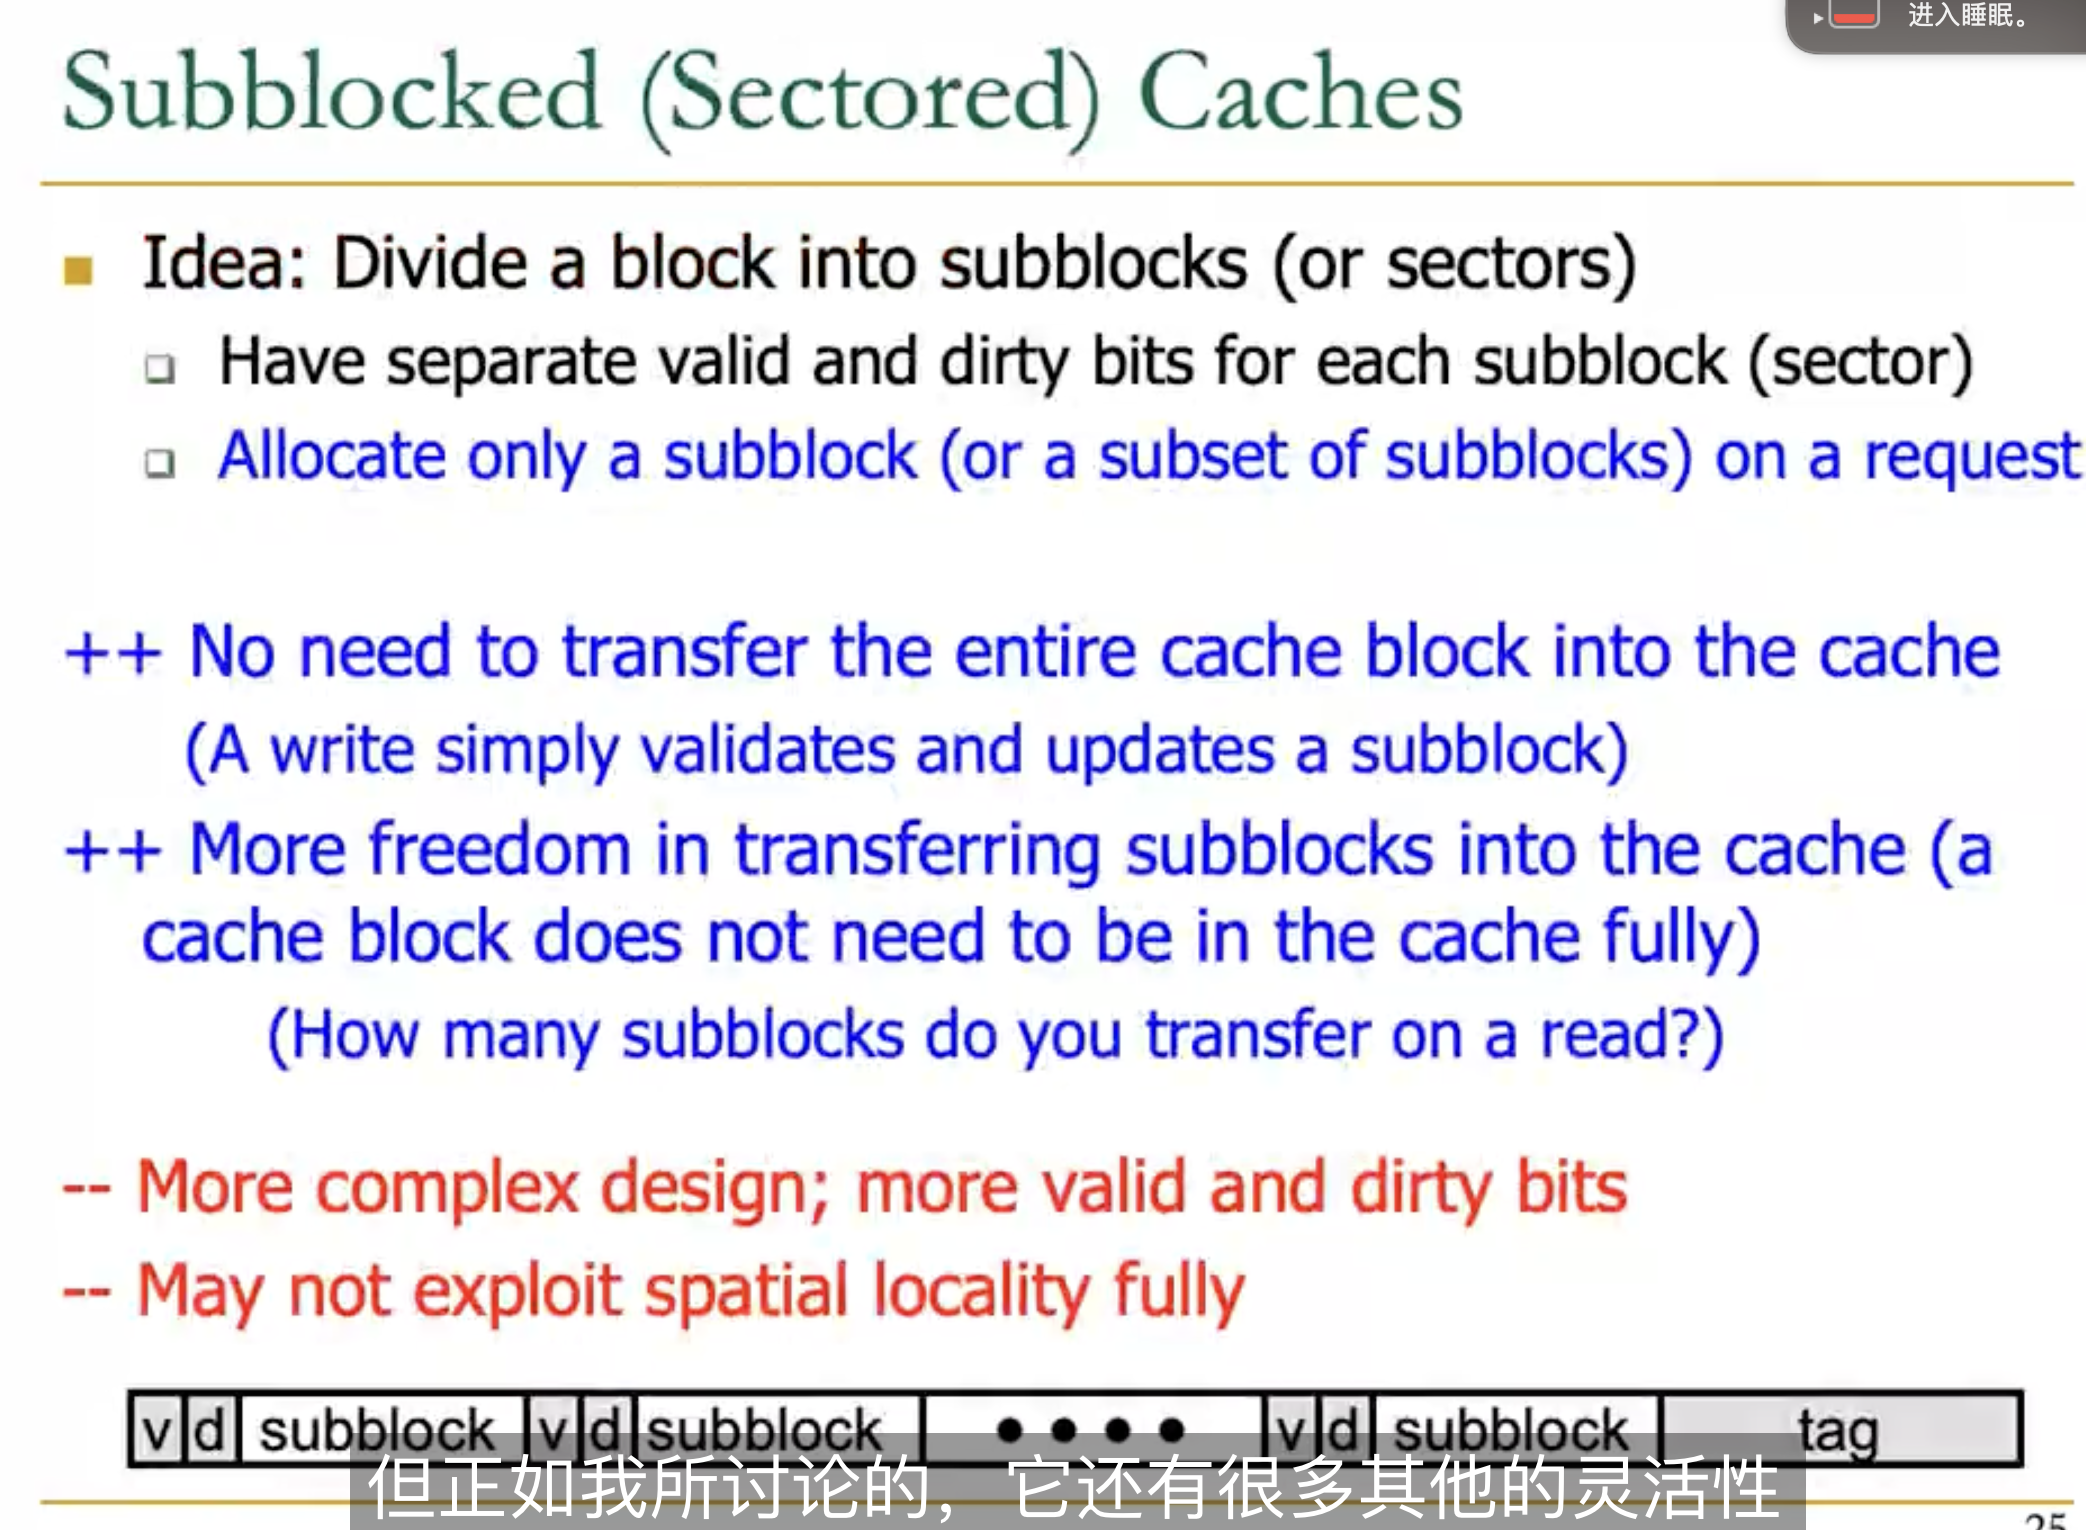 进入睡眠。
Subblocked (Sectored) Caches
Idea: Divide a block into subblocks (or sectors)
Have separate valid and dirty bits for each subblock (sector)
Allocate only a subblock (or a subset of subblocks) on a request
++ No need to transfer the entire cache block into the cache
(A write simply validates and updates a subblock)
++ More freedom in transferring subblocks into the cache (a
cache block does not need to be in the cache fully)
(How many subblocks do you transfer on a read?)
-- More complex design; more valid and dirty bits
-- May not exploit spatial locality fully
v d subblock v d subblock • • • • v d subblock tag
但正如我所讨论的，它还有很多其他的灵活性
25